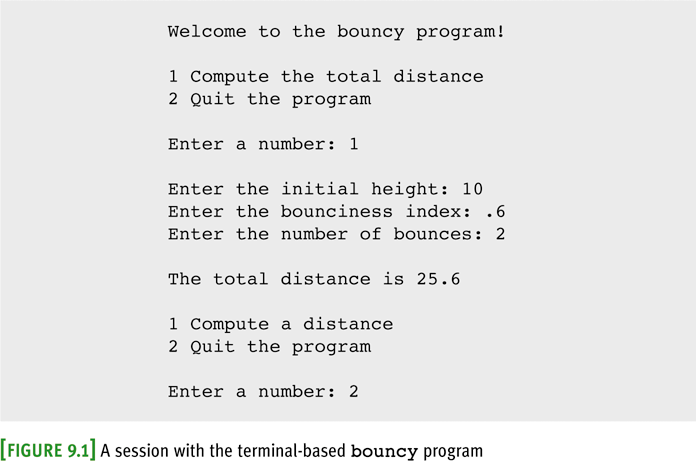 Welcome to the bouncy program!
1 Compute the total distance
2 Quit the program
Enter a number: 1
Enter the initial height: 10
Enter the bounciness index: .6
Enter the number of bounces: 2
The total distance is 25.6
1 Compute a distance
2 Quit the program
Enter a number: 2
[FIGURE 9.1] A session with the terminal-based bouncy program